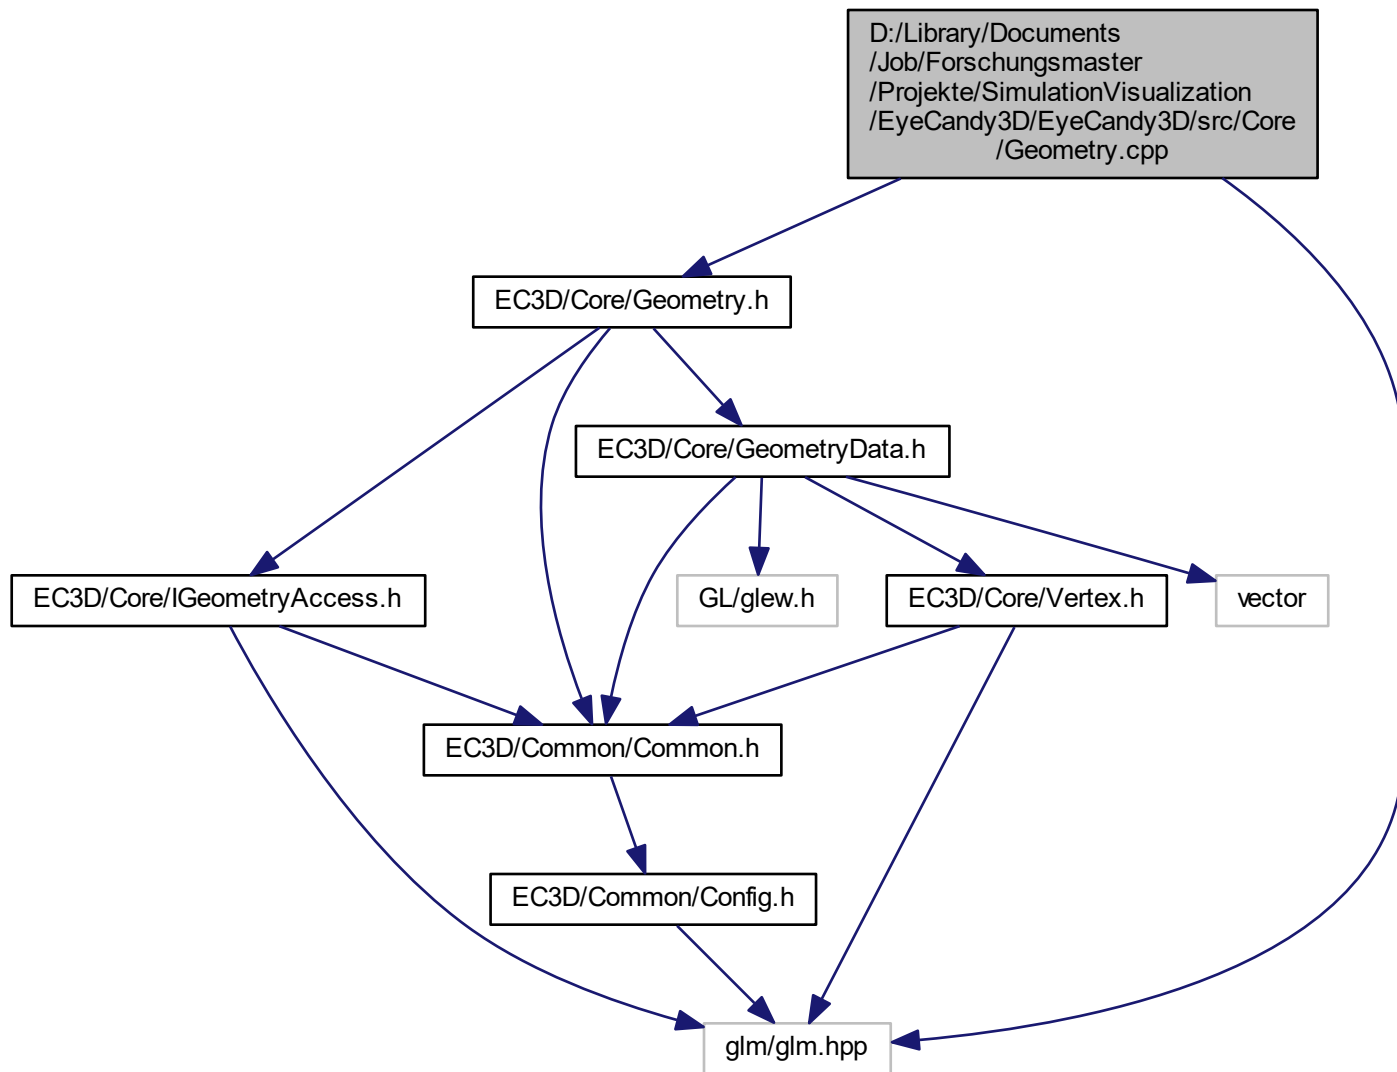 D:/Library/Documents
/Job/Forschungsmaster
/Projekte/SimulationVisualization
/EyeCandy3D/EyeCandy3D/src/Core
/Geometry.cpp
EC3D/Core/Geometry.h
EC3D/Core/GeometryData.h
EC3D/Core/IGeometryAccess.h
GL/glew.h
EC3D/Core/Vertex.h
vector
EC3D/Common/Common.h
EC3D/Common/Config.h
glm/glm.hpp